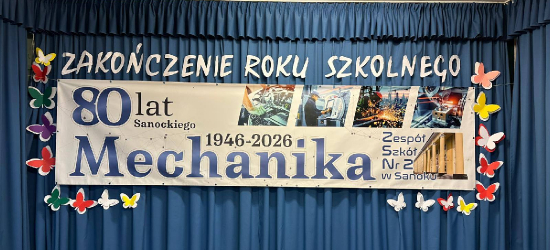 ZAKOŃCZENIE ROKU SZKOLNEGO
80 lat
Sanockiego
1946-2026
Mechanika
Zespół
Szkół
Nr 2
w Sanoku